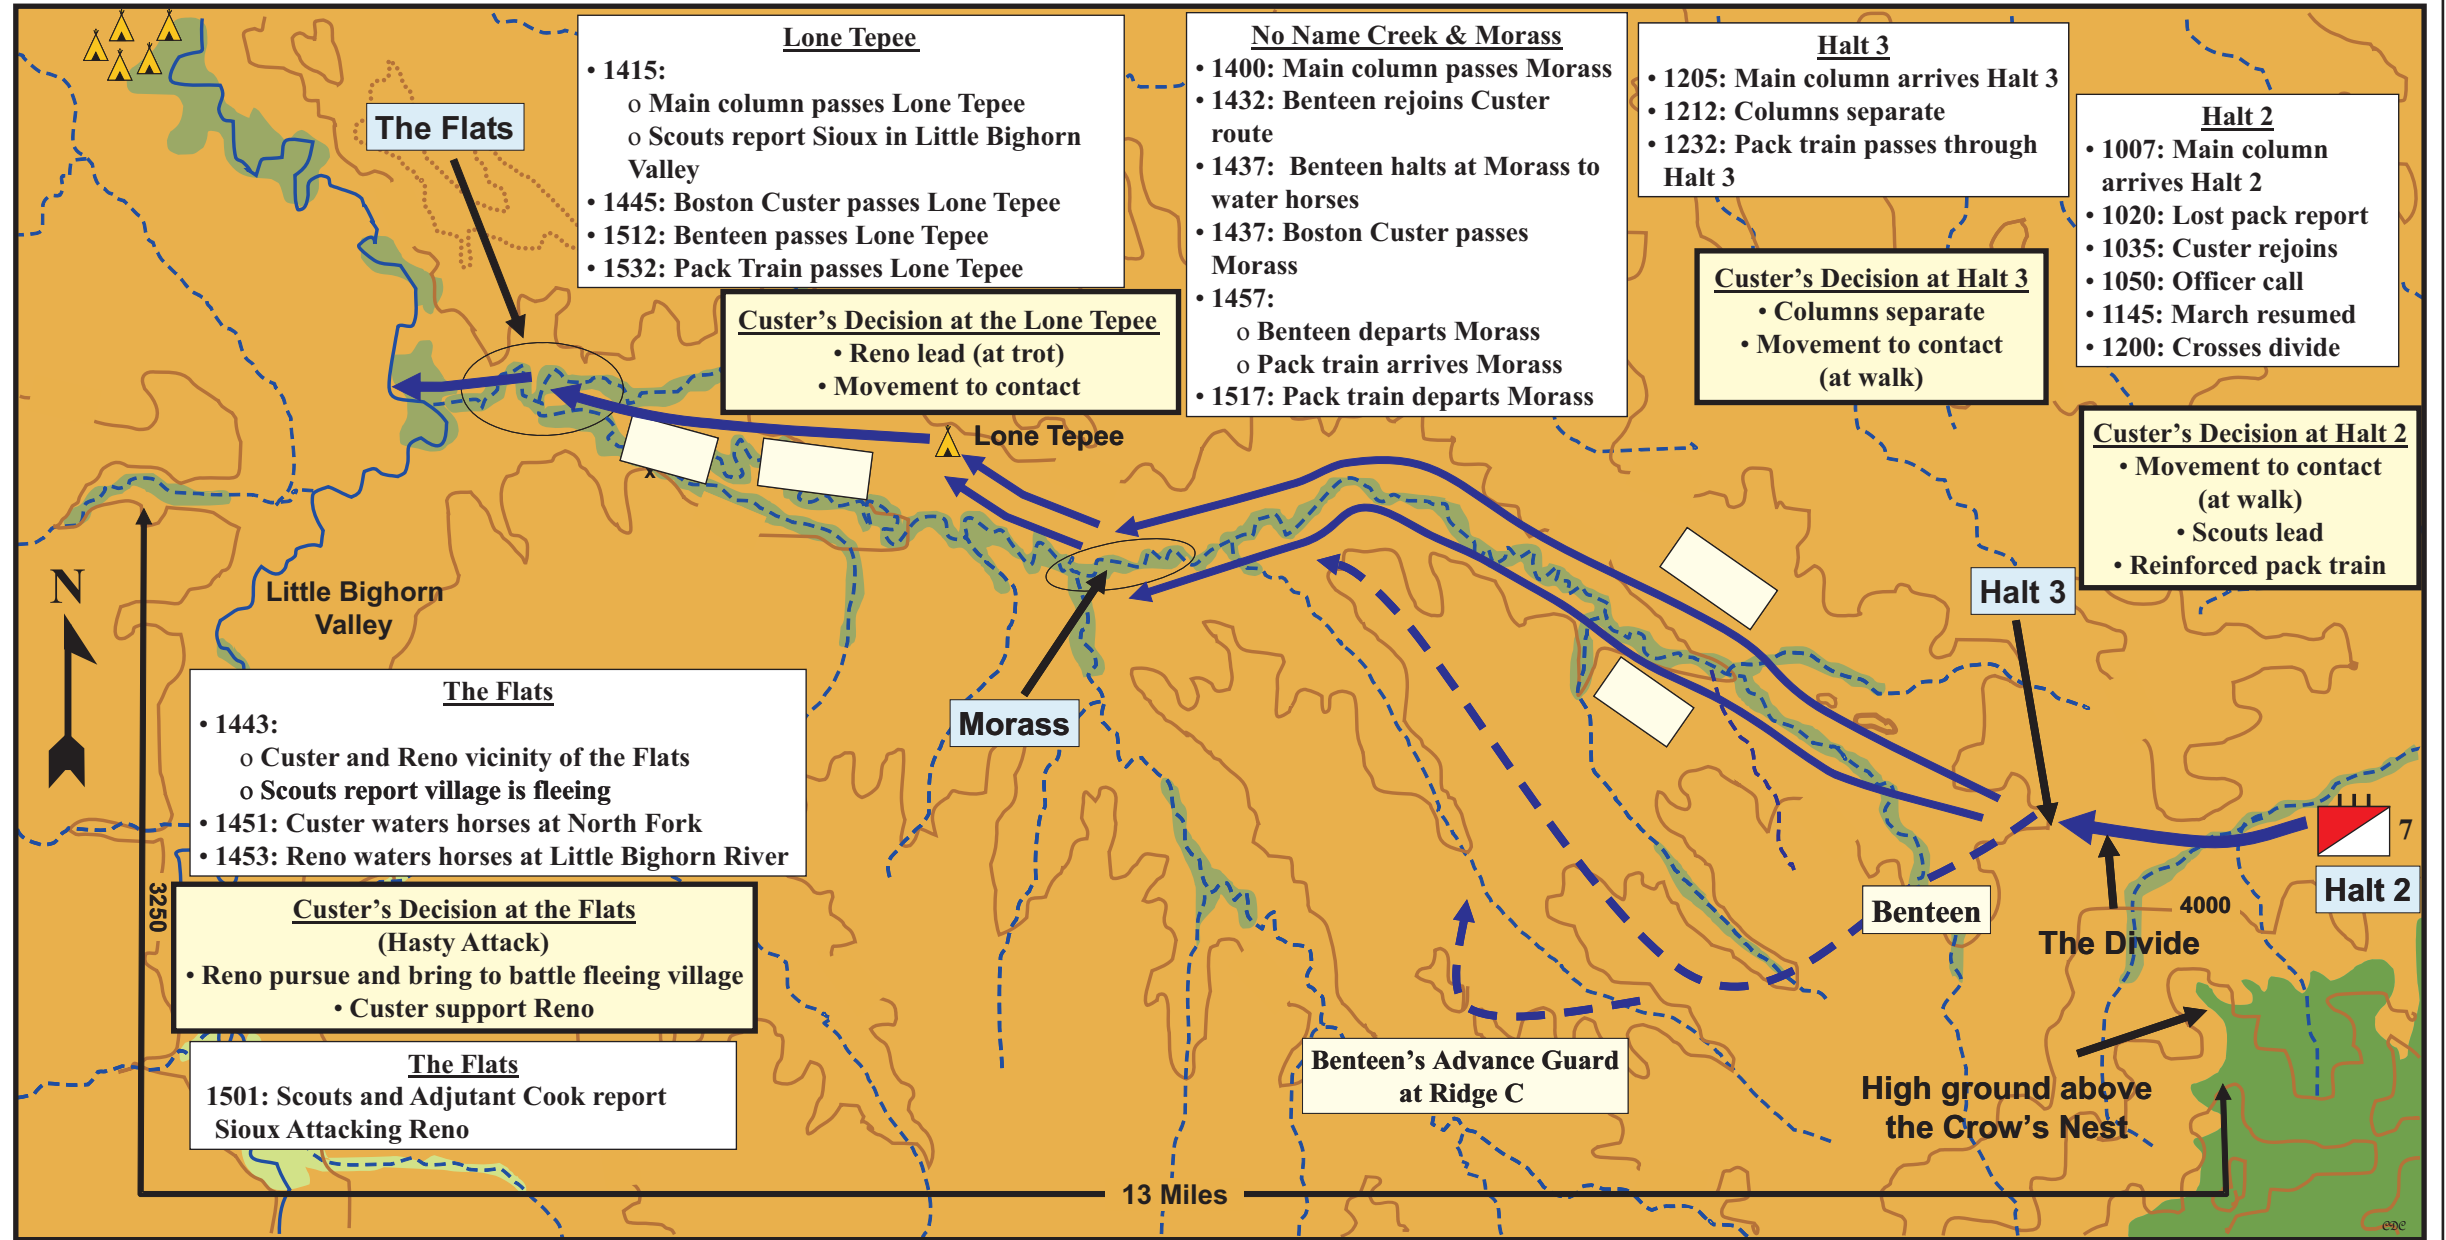 Lone Tepee
• 1415:
o Main column passes Lone Tepee
o Scouts report Sioux in Little Bighorn
Valley
• 1445: Boston Custer passes Lone Tepee
• 1512: Benteen passes Lone Tepee
• 1532: Pack Train passes Lone Tepee
No Name Creek & Morass
• 1400: Main column passes Morass
• 1432: Benteen rejoins Custer
route
• 1437: Benteen halts at Morass to
water horses
• 1437: Boston Custer passes
Morass
• 1457:
o Benteen departs Morass
o Pack train arrives Morass
• 1517: Pack train departs Morass
Halt 3
• 1205: Main column arrives Halt 3
• 1212: Columns separate
• 1232: Pack train passes through
Halt 3
Halt 2
• 1007: Main column
arrives Halt 2
• 1020: Lost pack report
• 1035: Custer rejoins
• 1050: Officer call
• 1145: March resumed
• 1200: Crosses divide
The Flats
Custer's Decision at the Lone Tepee
• Reno lead (at trot)
• Movement to contact
Custer's Decision at Halt 3
• Columns separate
• Movement to contact
(at walk)
Custer's Decision at Halt 2
• Movement to contact
(at walk)
• Scouts lead
• Reinforced pack train
Lone Tepee
x
N
Little Bighorn
Valley
Halt 3
Morass
The Flats
• 1443:
o Custer and Reno vicinity of the Flats
o Scouts report village is fleeing
• 1451: Custer waters horses at North Fork
• 1453: Reno waters horses at Little Bighorn River
7
Halt 2
3250
Custer's Decision at the Flats
(Hasty Attack)
• Reno pursue and bring to battle fleeing village
• Custer support Reno
Benteen
4000
The Divide
The Flats
1501: Scouts and Adjutant Cook report
Sioux Attacking Reno
Benteen's Advance Guard
at Ridge C
High ground above
the Crow's Nest
13 Miles
CDC